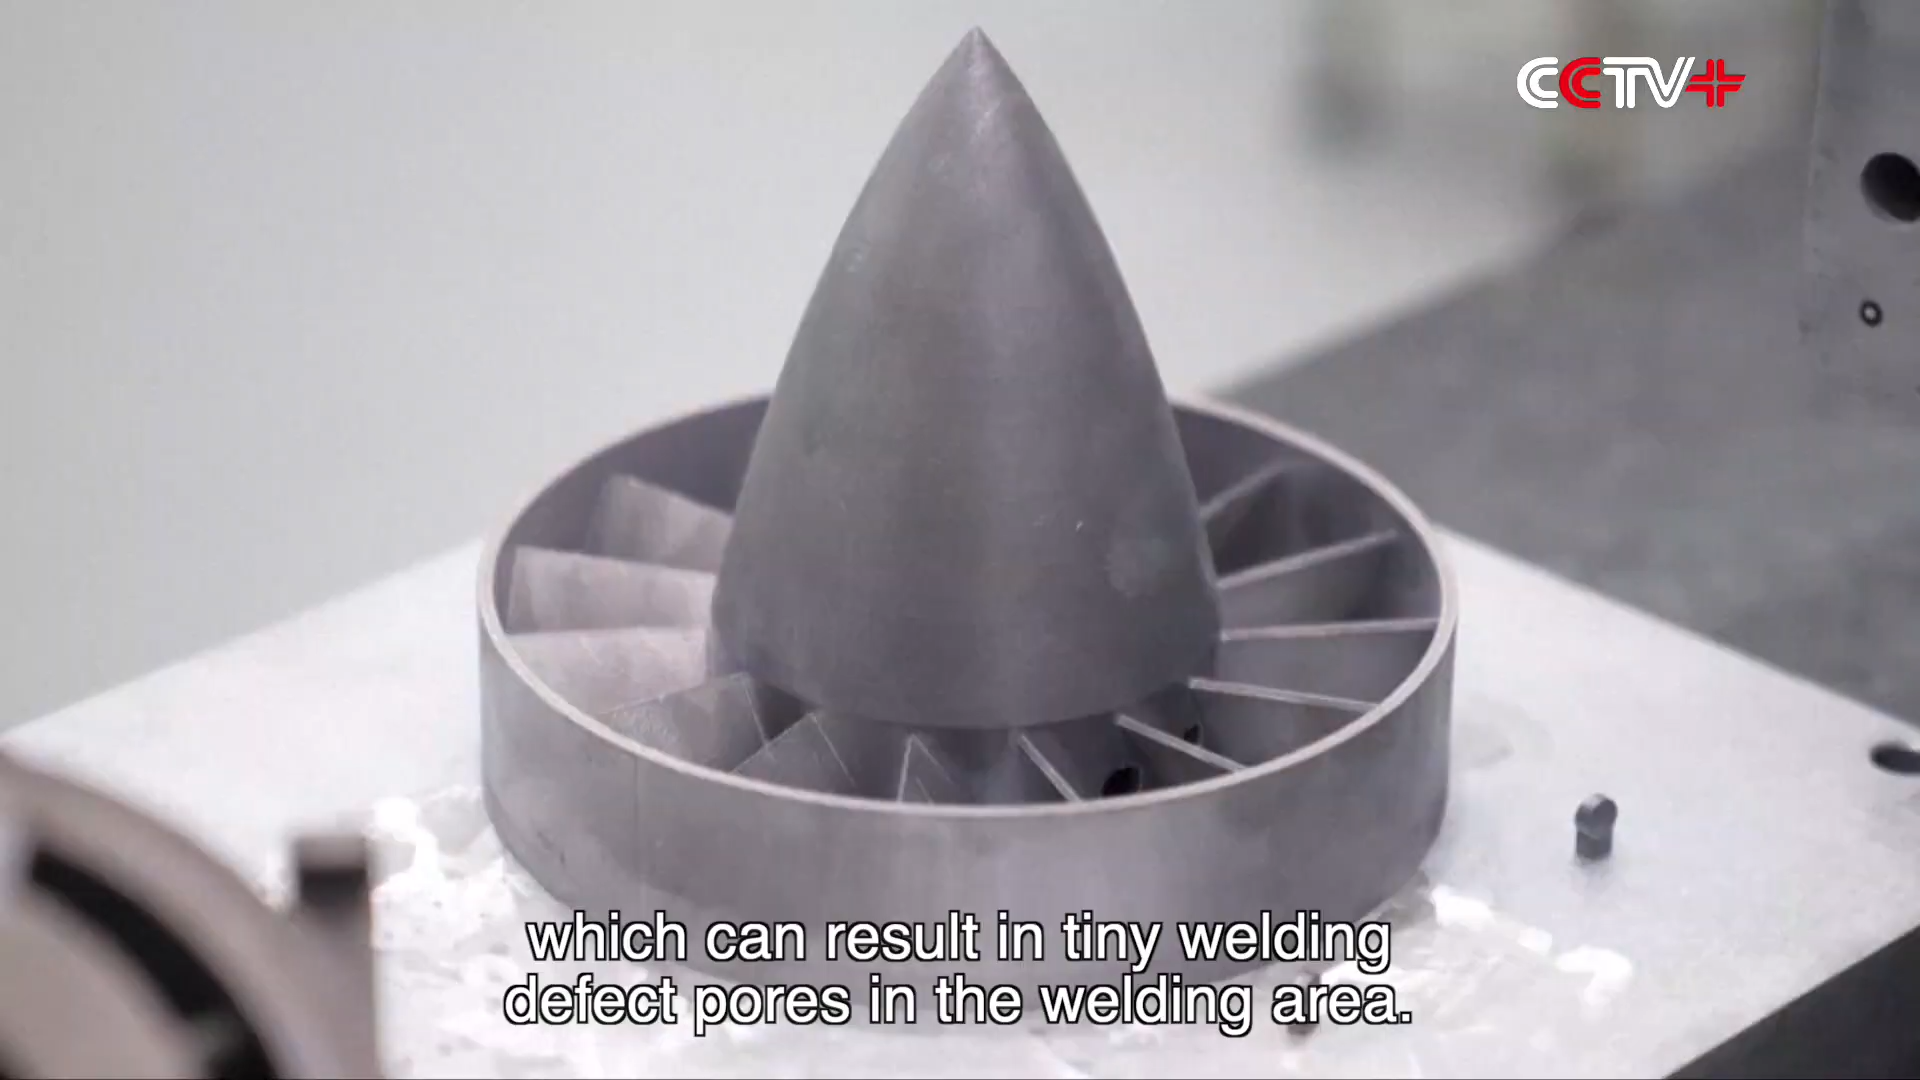 CCTV+
which can result in tiny welding
defect pores in the welding area.